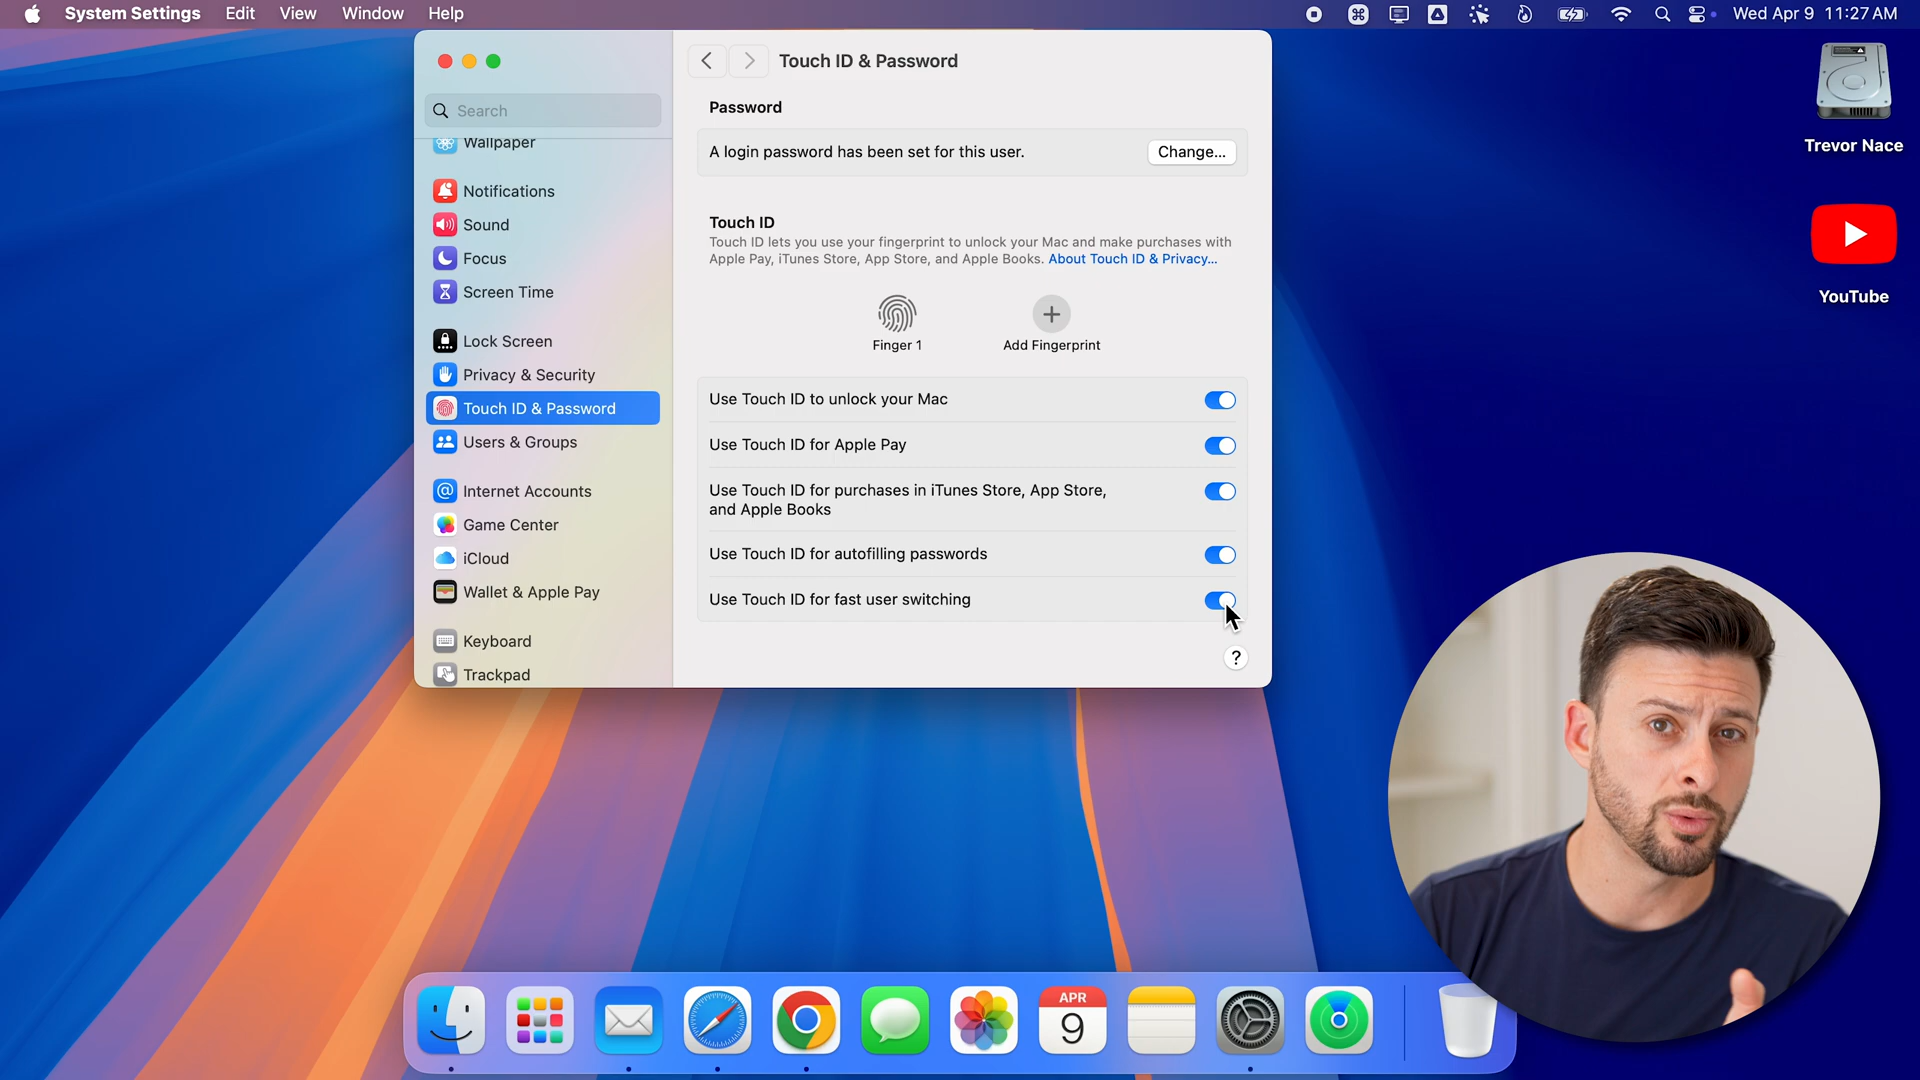 System Settings Edit View Window Help
Wed Apr 9 11:27 AM
Search
Wallpaper
Notifications
Sound
Focus
Screen Time
Lock Screen
Privacy & Security
Touch ID & Password
Users & Groups
Internet Accounts
Game Center
iCloud
Wallet & Apple Pay
Keyboard
Trackpad
Touch ID & Password
Password
A login password has been set for this user.
Change...
Touch ID
Touch ID lets you use your fingerprint to unlock your Mac and make purchases with
Apple Pay, iTunes Store, App Store, and Apple Books. About Touch ID & Privacy...
Finger 1
Add Fingerprint
Use Touch ID to unlock your Mac
Use Touch ID for Apple Pay
Use Touch ID for purchases in iTunes Store, App Store,
and Apple Books
Use Touch ID for autofilling passwords
Use Touch ID for fast user switching
?
Trevor Nace
YouTube
APR
9